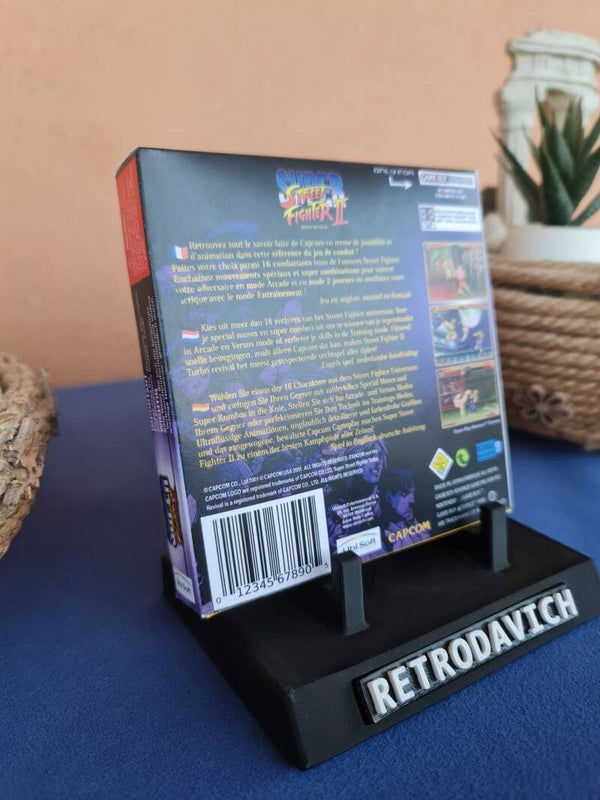 SUPER
STREET
FIGHTER II
ONLY FOR
GAME BOY ADVANCE
Retrouvez tout le savoir faire de Capcom en terme de jouabilité et
d'animation dans cette référence du jeu de combat !
Faites votre choix parmi 16 combattants issus de l'univers Street Fighter
Enchaînez mouvements spéciaux et super combinaisons pour vaincre
votre adversaire en mode Arcade et en mode 2 joueurs ou améliorez votre
tactique avec le mode Entraînement !
Jeu en anglais, manuel en français
Kies uit meer dan 16 vechters van het Street Fighter universum. Test
je special moves en super combo's uit om te winnen van je tegenstander
in Arcade en Versus mode of verbeter je skills in de Training mode. Flitsend
snelle bewegingen, zoals alleen Capcom dat kan, maken Street Fighter II
Turbo revival het meest gerespecteerde vechtspel aller tijden!
Engels spel, nederlandse handleiding
Wählen Sie einen der 16 Charaktere aus dem Street Fighter Universum
und zwingen Sie Ihren Gegner mit zahlreichen Special Moves und
Super Kombos in die Knie. Stellen Sie sich im Arcade- und Versus Modus
Ihrem Gegner oder perfektionieren Sie Ihre Technik im Trainings-Modus.
Ultraflüssige Animationen, unglaublich detaillierte und farbenfrohe Grafiken
und das ausgewogene, bewährte Capcom Gameplay machen Super Street
Fighter II zu einem der besten Kampfspiele aller Zeiten!
Spiel in Englisch, deutsche Anleitung
© CAPCOM CO., Ltd 2001 © CAPCOM USA 2001. ALL RIGHTS RESERVED. CAPCOM and the
CAPCOM LOGO are registered trademarks of CAPCOM CO. LTD. Super Street Fighter Turbo
Revival is a registered trademark of CAPCOM CO., LTD. ALL RIGHTS RESERVED
0 12345 67890 5
Ubi Soft
CAPCOM
RETRODAVICH